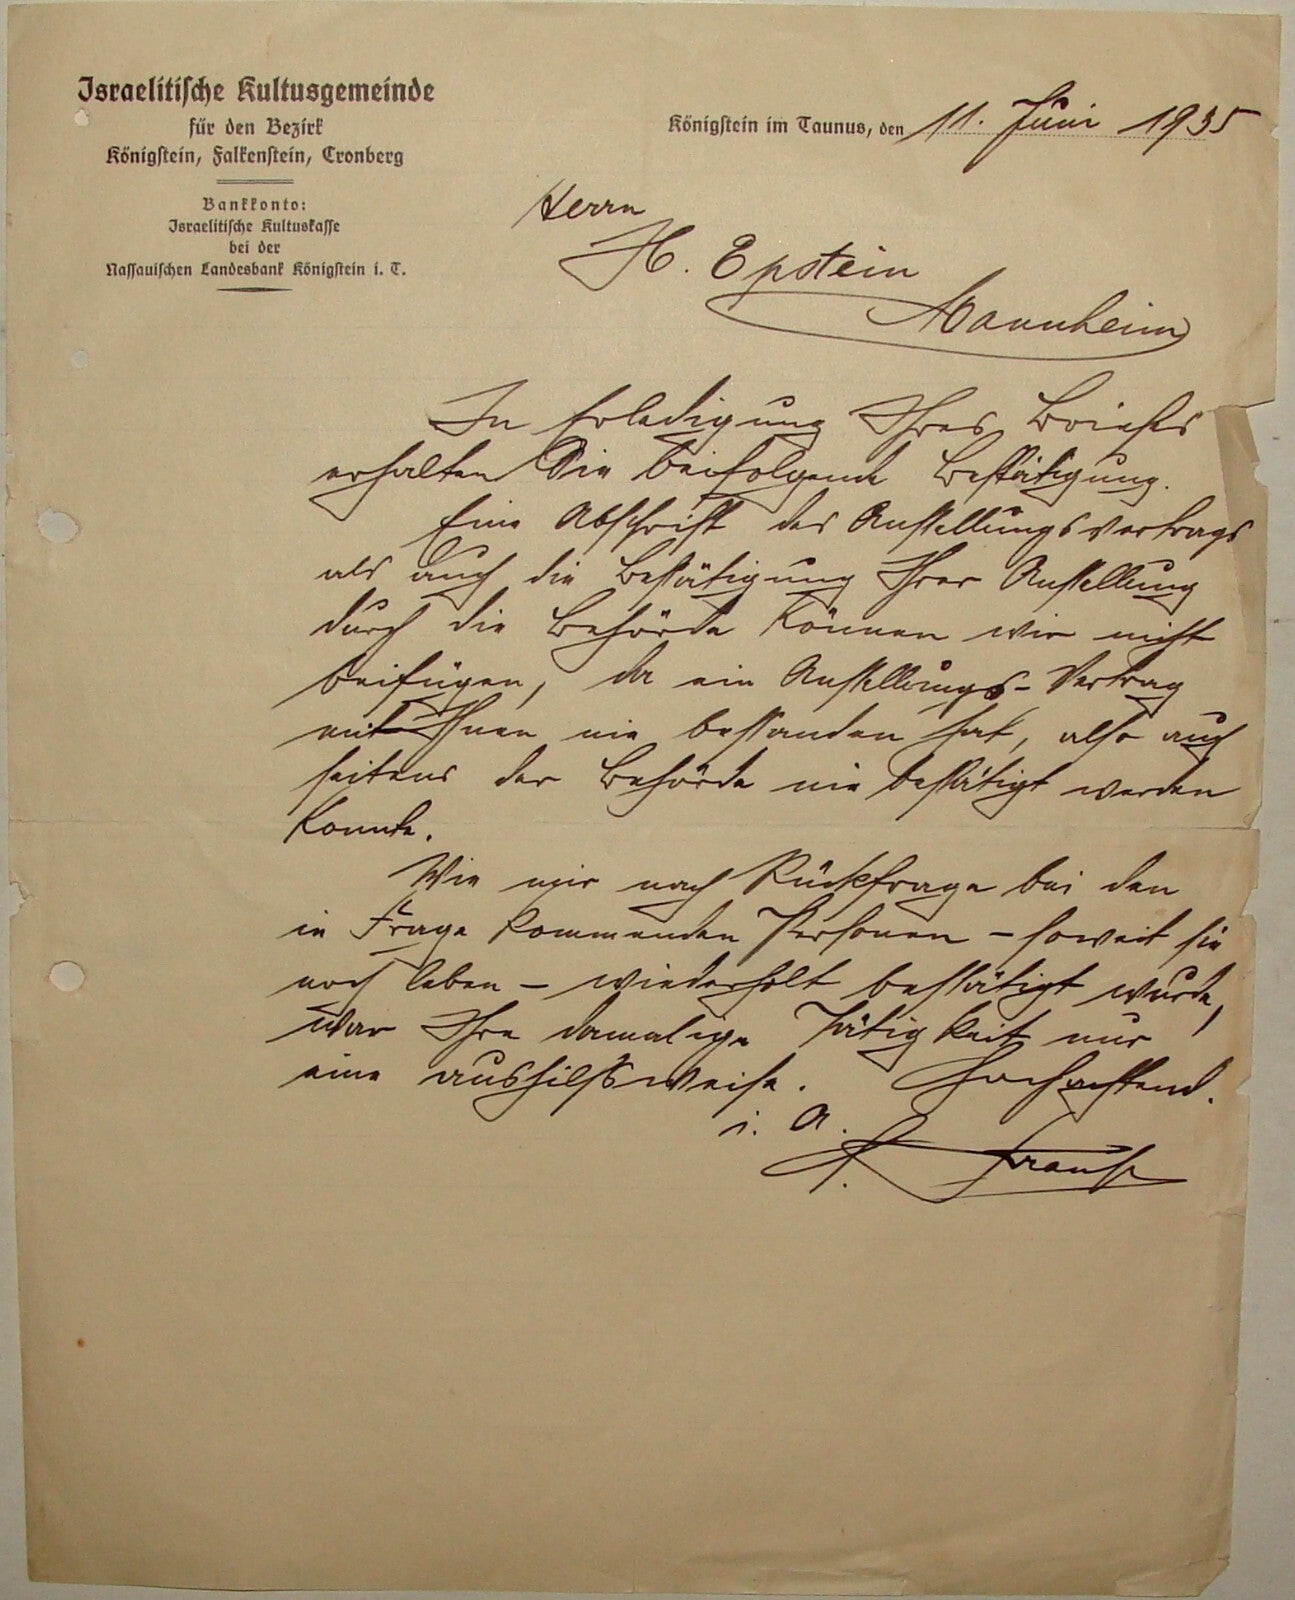 Israelitische Kultusgemeinde
für den Bezirk
Königstein, Falkenstein, Cronberg
Bankkonto:
Israelitische Kultuskasse
bei der
Nassauischen Landesbank Königstein i. T.
Königstein im Taunus, den 11. Juni 1935
Herrn
H. Epstein
Mannheim
In Erledigung Ihres Briefes
erhalten Sie beifolgende Bestätigung.
Eine Abschrift des Anstellungsvertrags
als auch die Bestätigung Ihrer Anstellung
durch die Behörde können wir nicht
beifügen, da ein Anstellungs-Vertrag
mit Ihnen nie bestanden hat, also auch
seitens der Behörde nie bestätigt werden
konnte.
Wie mir nach Rückfrage bei den
in Frage kommenden Personen - soweit sie
noch leben - wiederholt bestätigt wurde,
war Ihre damalige Tätigkeit nur
eine aushilfsweise. Hochachtend.
i. A.